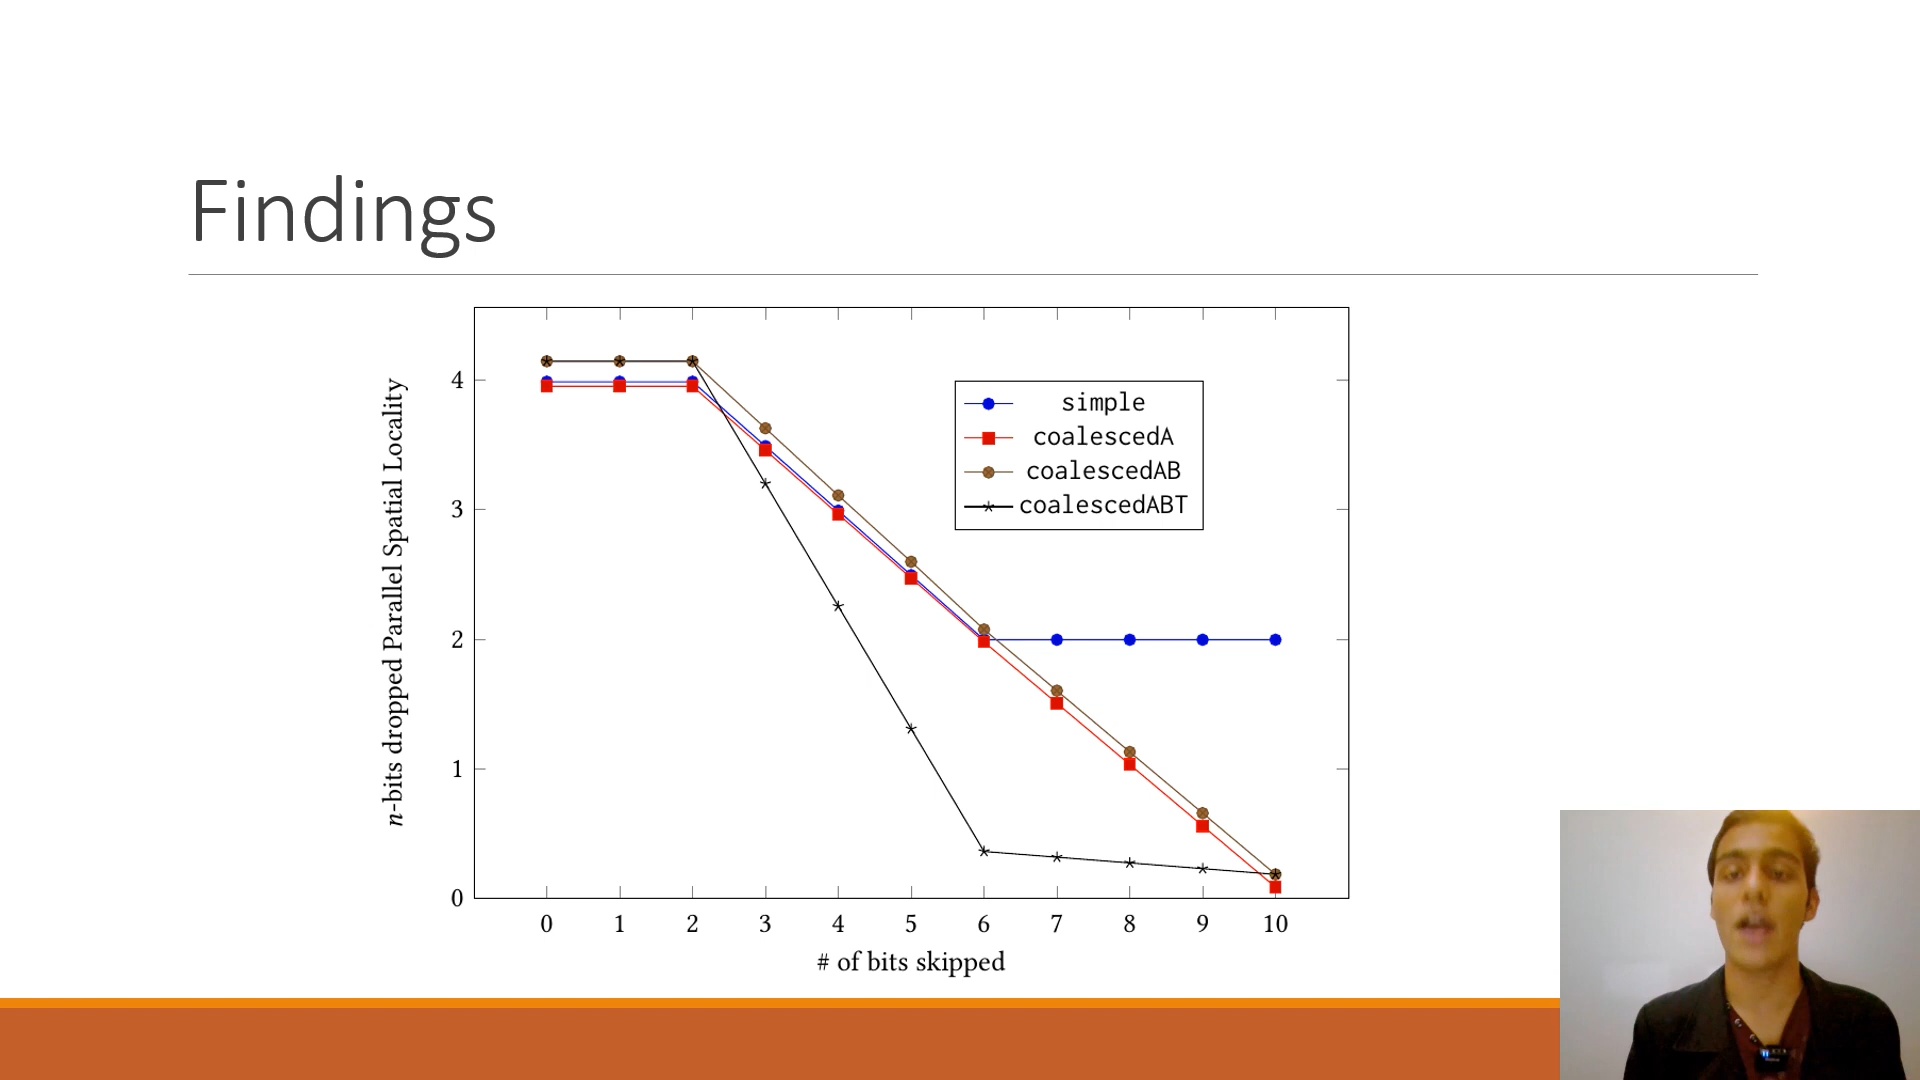 Findings
n-bits dropped Parallel Spatial Locality
4
3
2
1
0
simple
coalescedA
coalescedAB
coalescedABT
0 1 2 3 4 5 6 7 8 9 10
# of bits skipped